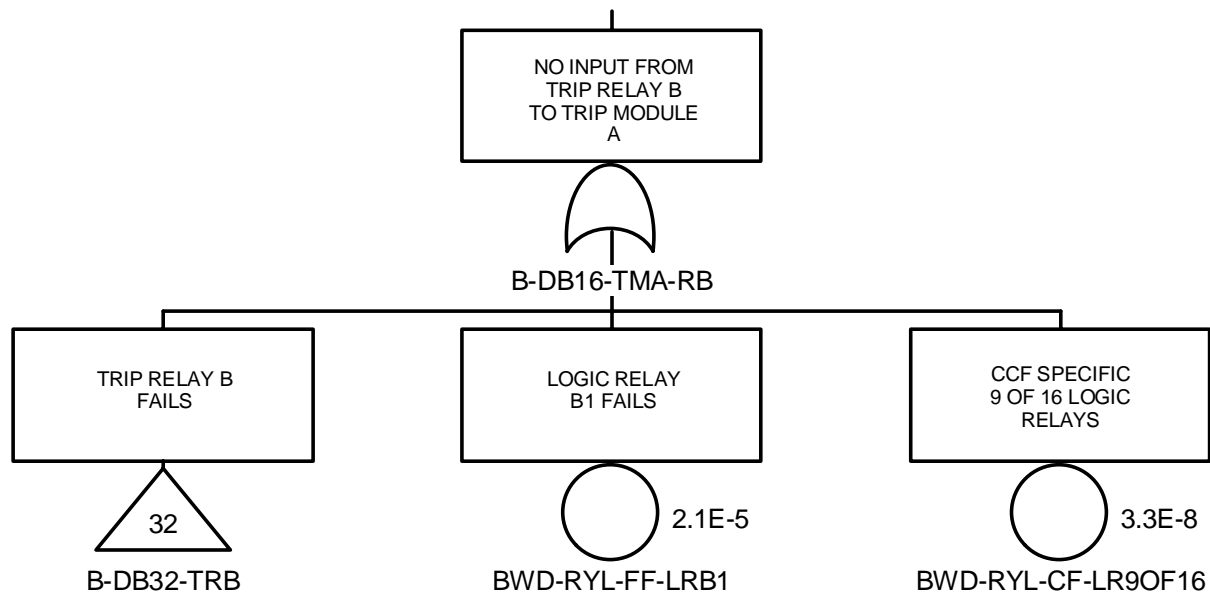 NO INPUT FROM
TRIP RELAY B
TO TRIP MODULE
A
B-DB16-TMA-RB
TRIP RELAY B
FAILS
LOGIC RELAY
B1 FAILS
CCF SPECIFIC
9 OF 16 LOGIC
RELAYS
32
2.1E-5
3.3E-8
B-DB32-TRB
BWD-RYL-FF-LRB1
BWD-RYL-CF-LR9OF16